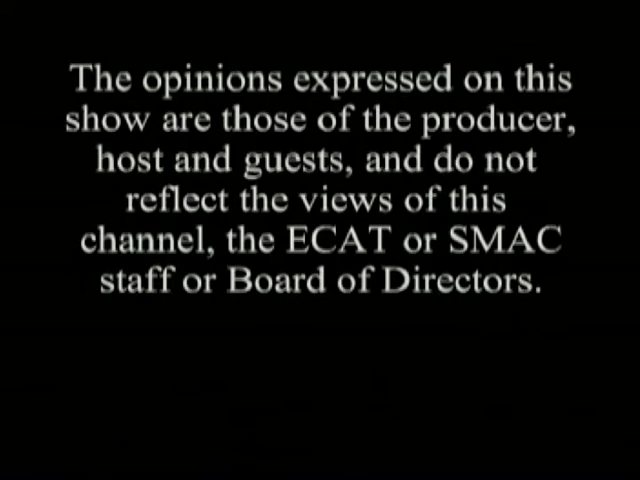 The opinions expressed on this
show are those of the producer,
host and guests, and do not
reflect the views of this
channel, the ECAT or SMAC
staff or Board of Directors.